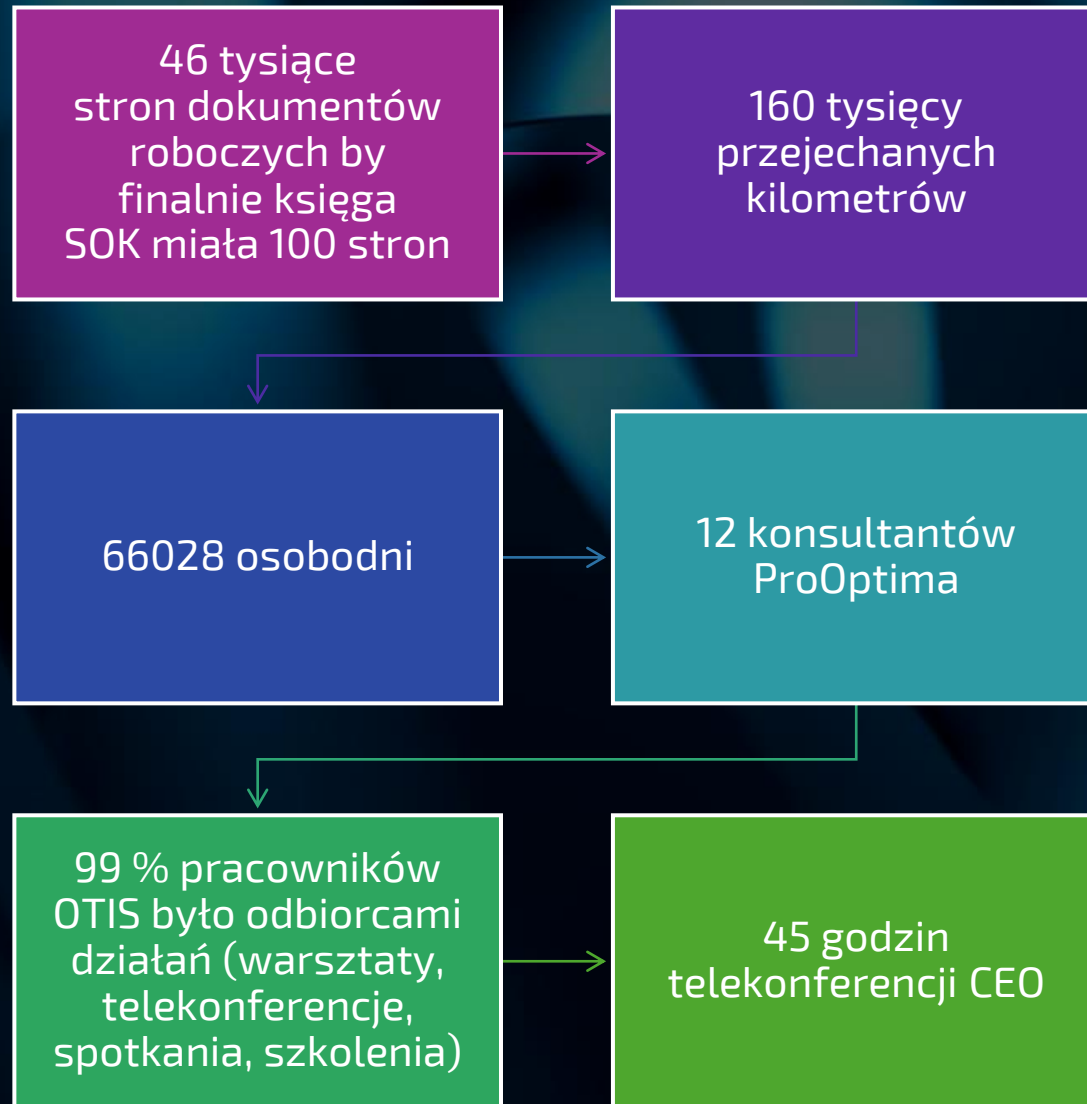 46 tysiące
stron dokumentów
roboczych by
finalnie księga
SOK miała 100 stron
160 tysięcy
przejechanych
kilometrów
66028 osobodni
12 konsultantów
ProOptima
99 % pracowników
OTIS było odbiorcami
działań (warsztaty,
telekonferencje,
spotkania, szkolenia)
45 godzin
telekonferencji CEO